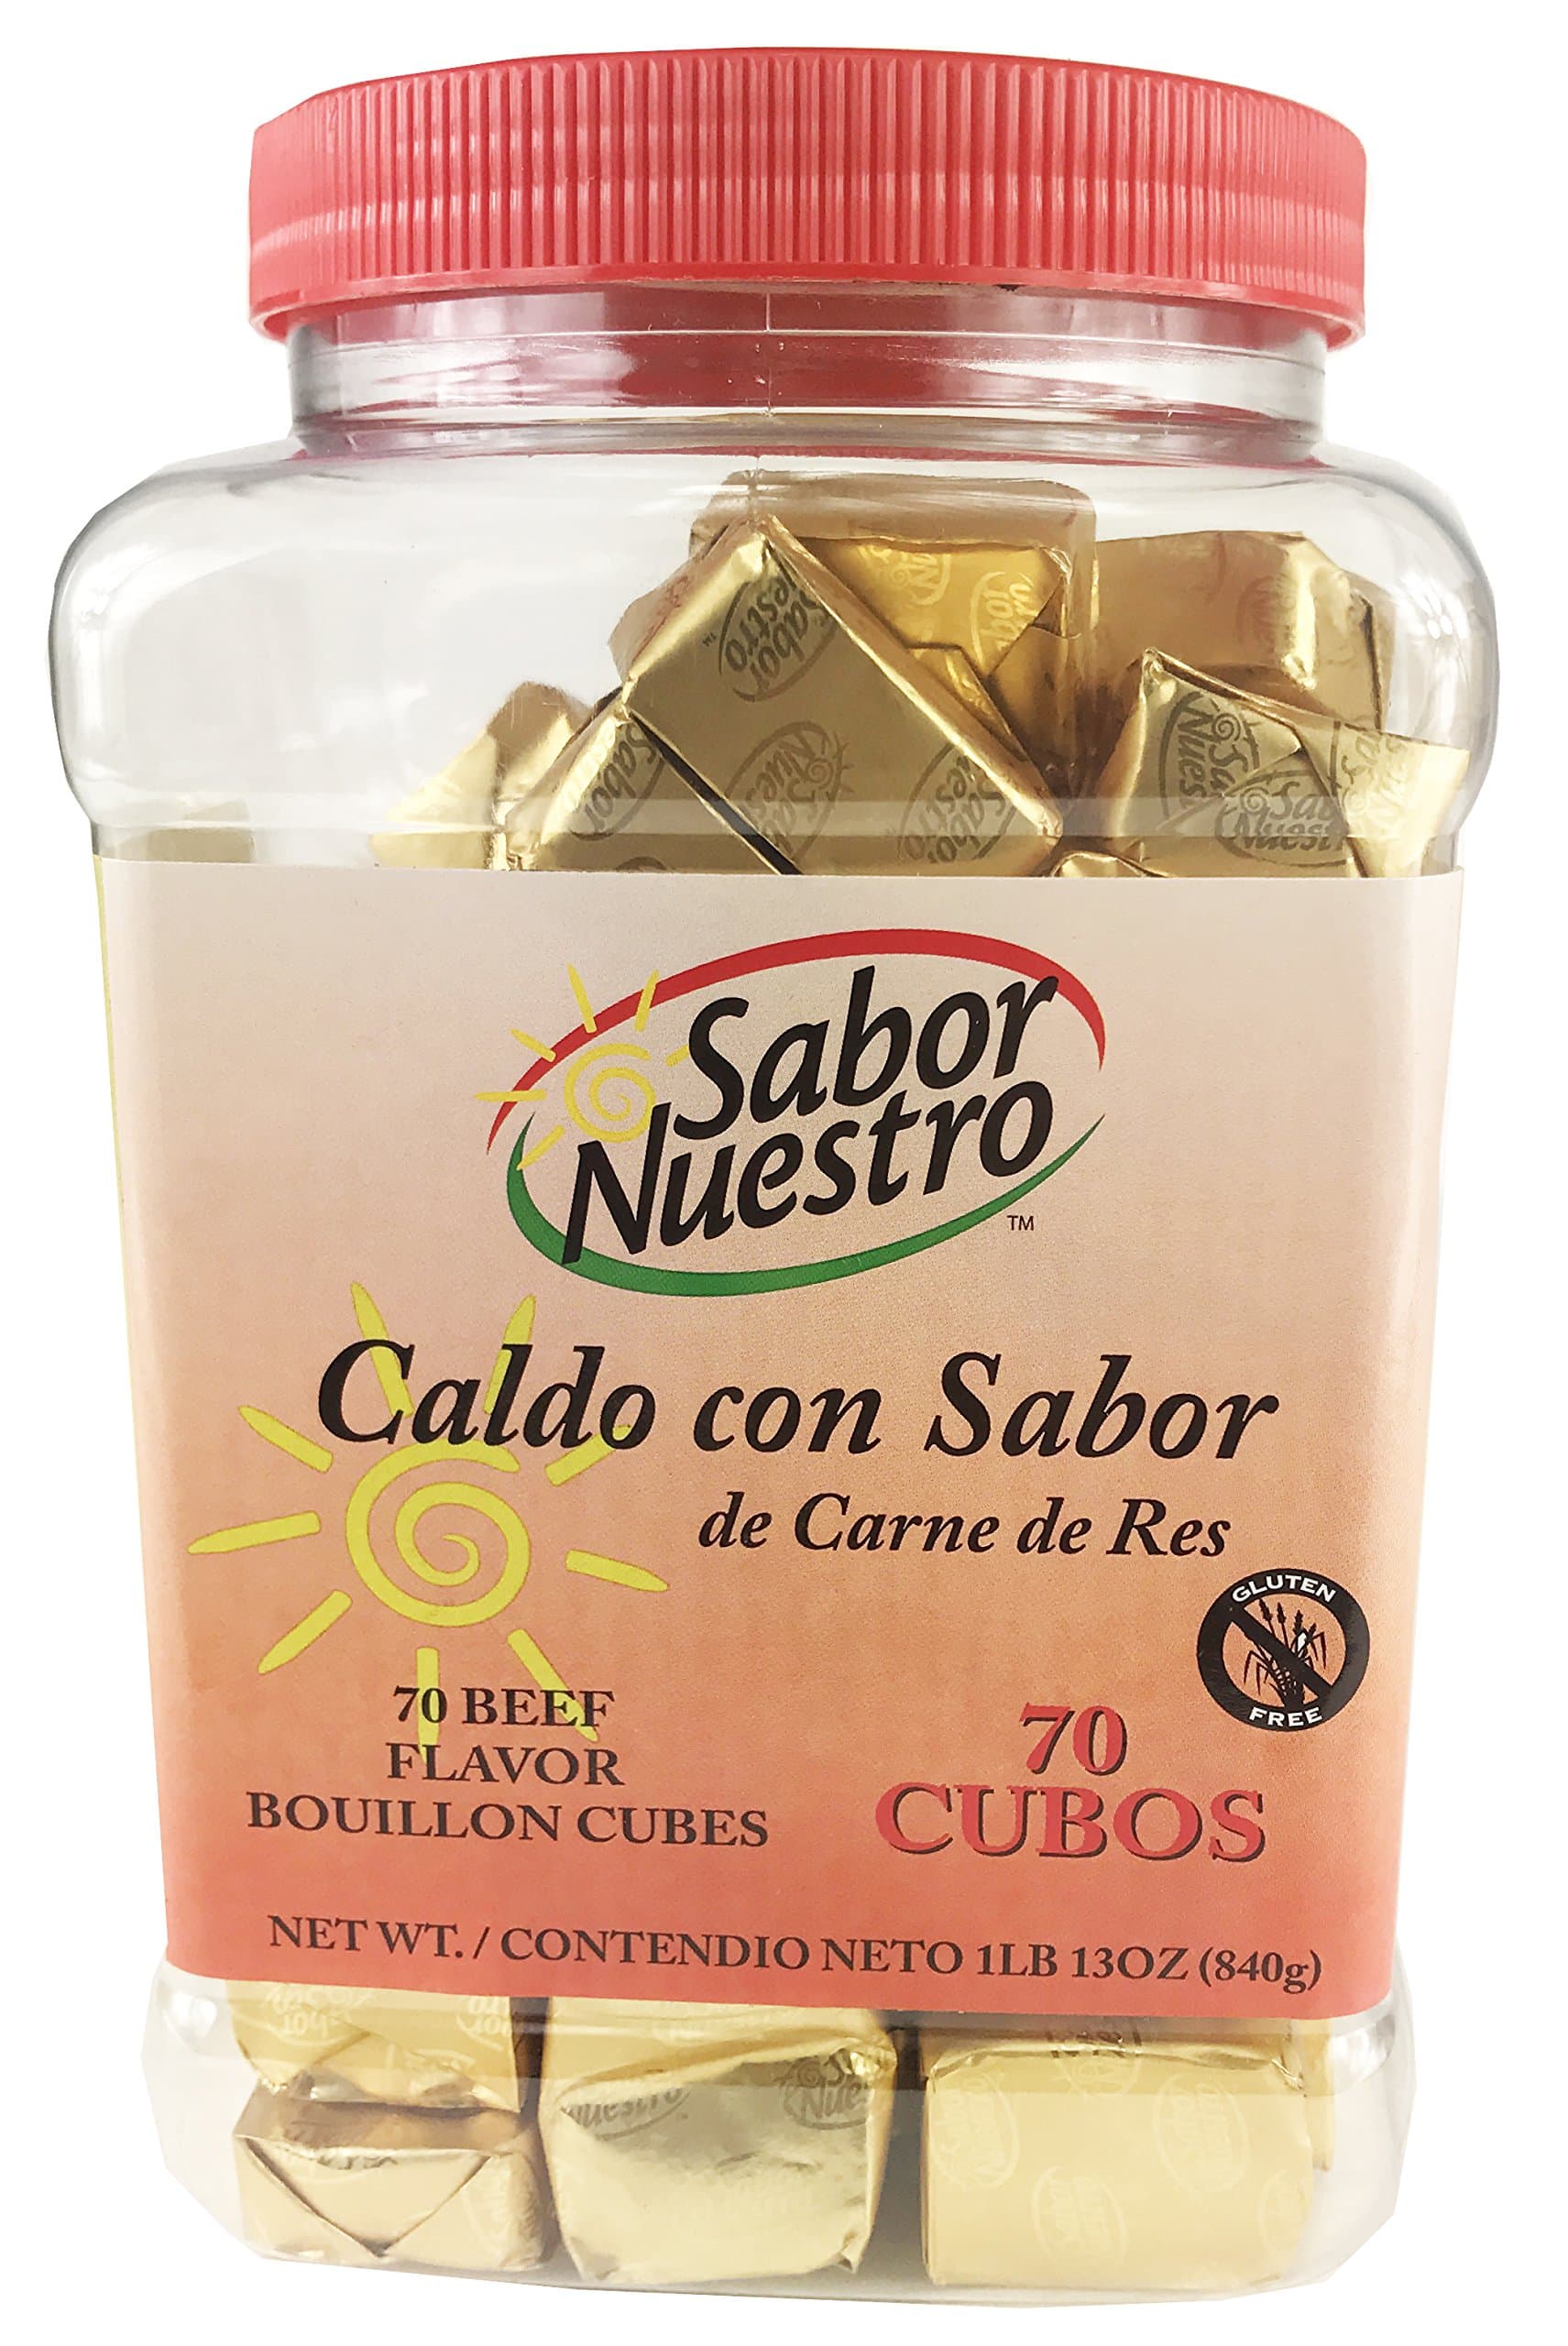 Sabor
Nuestro
TM
Caldo con Sabor
de Carne de Res
GLUTEN
FREE
70 BEEF
FLAVOR
BOUILLON CUBES
70
CUBOS
NET WT. / CONTENDIO NETO 1LB 13OZ (840g)